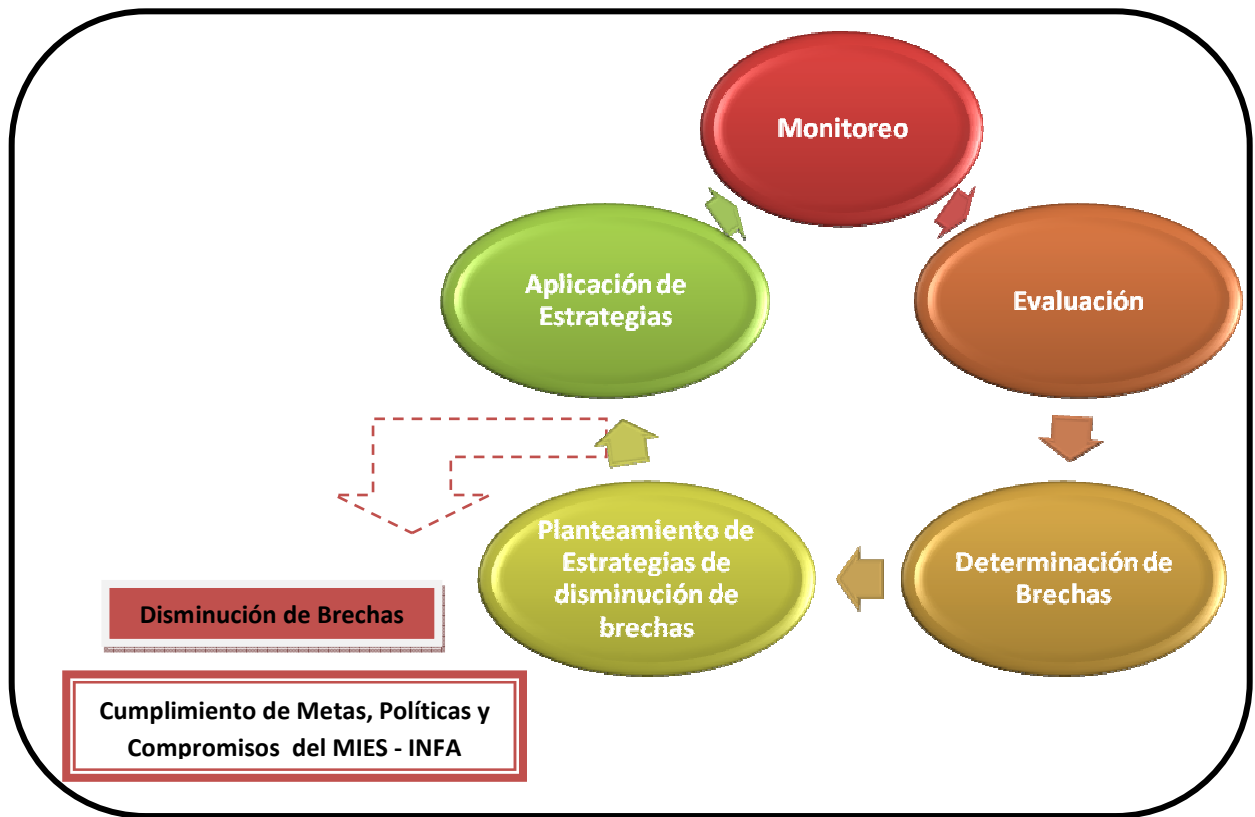 Monitoreo
Evaluación
Determinación de
Brechas
Planteamiento de
Estrategias de
disminución de
brechas
Aplicación de
Estrategias
Disminución de Brechas
Cumplimiento de Metas, Políticas y
Compromisos del MIES - INFA